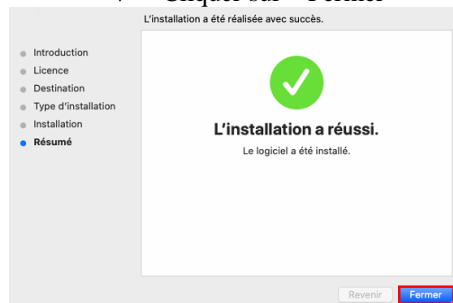 Cliquer sur « Fermer »
L'installation a été réalisée avec succès.
Introduction
Licence
Destination
Type d'installation
Installation
Résumé
L'installation a réussi.
Le logiciel a été installé.
Revenir
Fermer